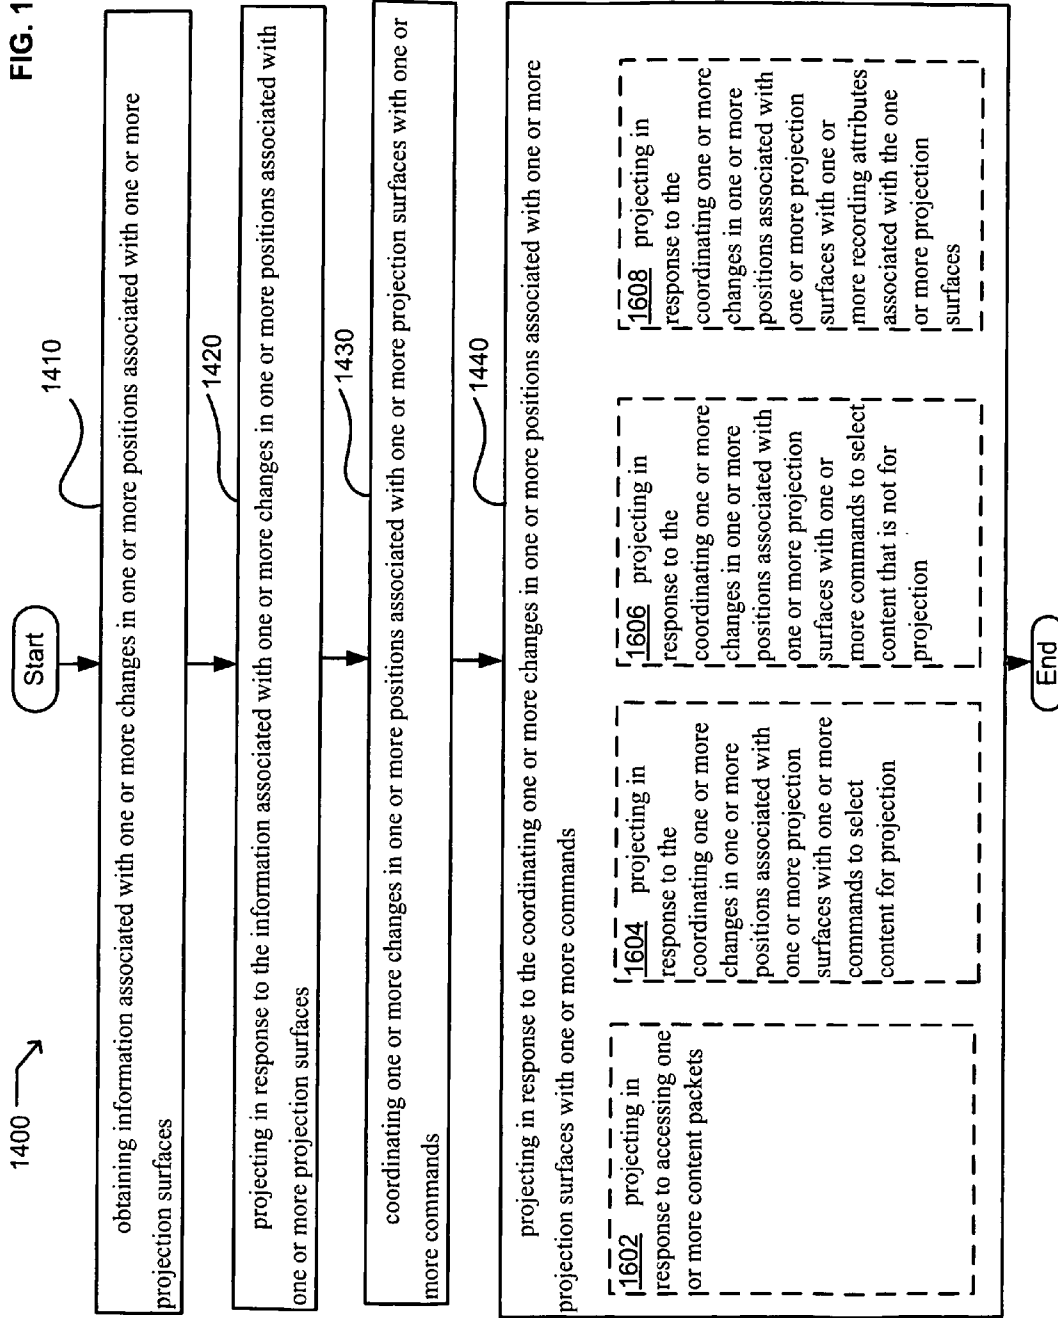 FIG. 1
1400
Start
1410
obtaining information associated with one or more changes in one or more positions associated with one or more
projection surfaces
1420
projecting in response to the information associated with one or more changes in one or more positions associated with
one or more projection surfaces
1430
coordinating one or more changes in one or more positions associated with one or more projection surfaces with one or
more commands
1440
projecting in response to the coordinating one or more changes in one or more positions associated with one or more
projection surfaces with one or more commands
1602 projecting in
response to accessing one
or more content packets
1604 projecting in
response to the
coordinating one or more
changes in one or more
positions associated with
one or more projection
surfaces with one or more
commands to select
content for projection
1606 projecting in
response to the
coordinating one or more
changes in one or more
positions associated with
one or more projection
surfaces with one or
more commands to select
content that is not for
projection
1608 projecting in
response to the
coordinating one or more
changes in one or more
positions associated with
one or more projection
surfaces with one or
more recording attributes
associated with the one
or more projection
surfaces
End